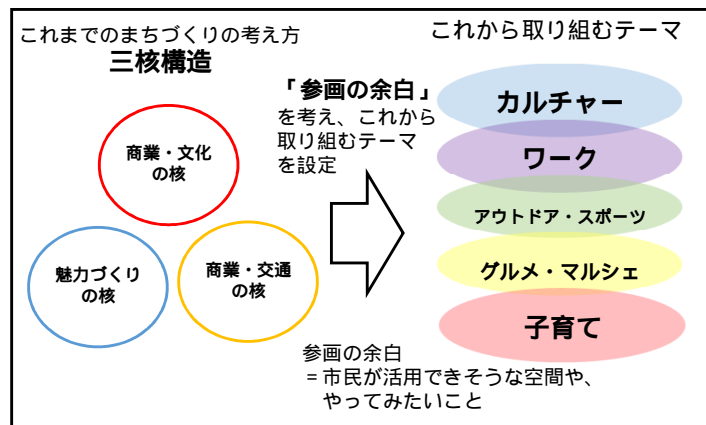 これまでのまちづくりの考え方
三核構造
商業・文化
の核
魅力づくり
の核
商業・交通
の核
「参画の余白」
を考え、これから
取り組むテーマ
を設定
これから取り組むテーマ
カルチャー
ワーク
アウトドア・スポーツ
グルメ・マルシェ
子育て
参画の余白
＝市民が活用できそうな空間や、
やってみたいこと